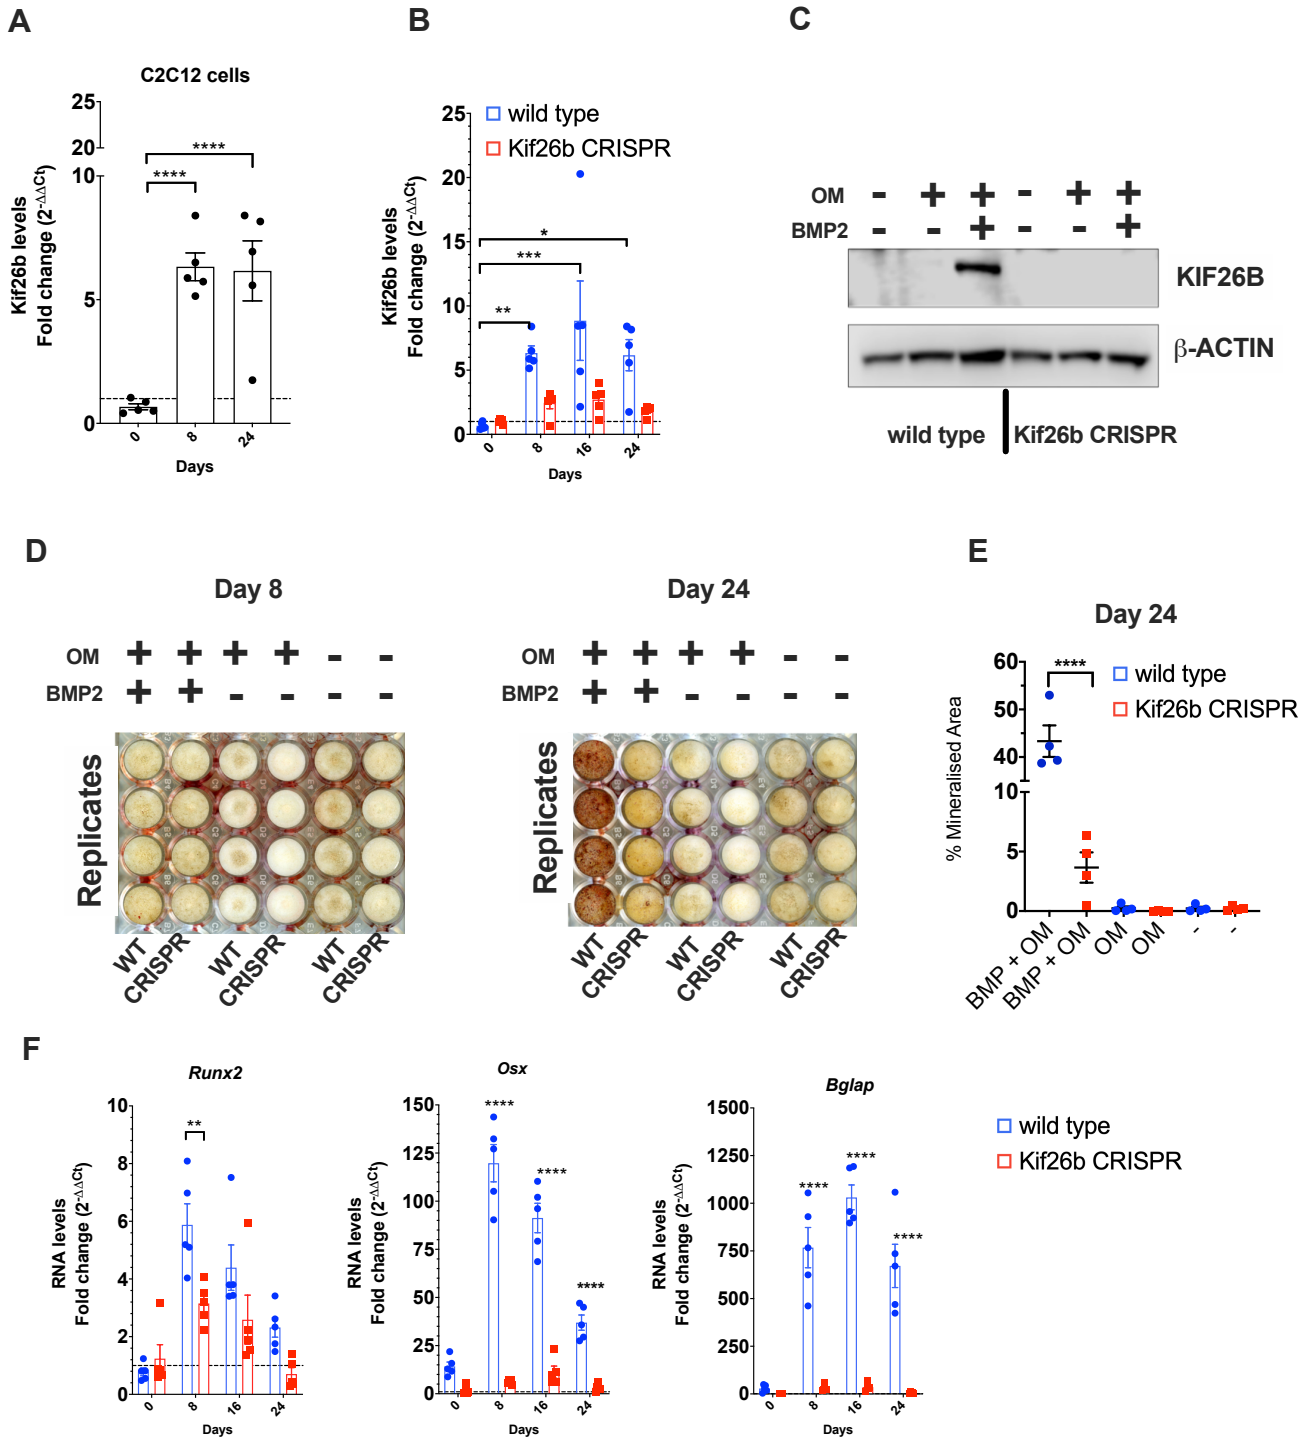 A
C2C12 cells
Kif26b levels
Fold change (2-ΔΔCt)
25
20
10
5
0
****
****
0
8
24
Days
B
wild type
Kif26b CRISPR
Kif26b levels
Fold change (2-ΔΔCt)
25
20
15
10
5
0
*
***
**
0
8
16
24
Days
C
OM - + + - + +
BMP2 - - + - - +
KIF26B
β-ACTIN
wild type Kif26b CRISPR
D
Day 8
OM + + + + - -
BMP2 + + - - - -
Replicates
WT
CRISPR
WT
CRISPR
WT
CRISPR
Day 24
OM + + + + - -
BMP2 + + - - - -
Replicates
WT
CRISPR
WT
CRISPR
WT
CRISPR
E
Day 24
wild type
Kif26b CRISPR
% Mineralised Area
60
50
40
10
5
0
****
BMP + OM
BMP + OM
OM
OM
-
-
F
Runx2
RNA levels
Fold change (2-ΔΔCt)
10
8
6
4
2
0
**
0
8
16
24
Days
Osx
RNA levels
Fold change (2-ΔΔCt)
150
125
100
75
50
25
0
****
****
****
0
8
16
24
Days
Bglap
RNA levels
Fold change (2-ΔΔCt)
1500
1250
1000
750
500
250
0
****
****
****
0
8
16
24
Days
wild type
Kif26b CRISPR